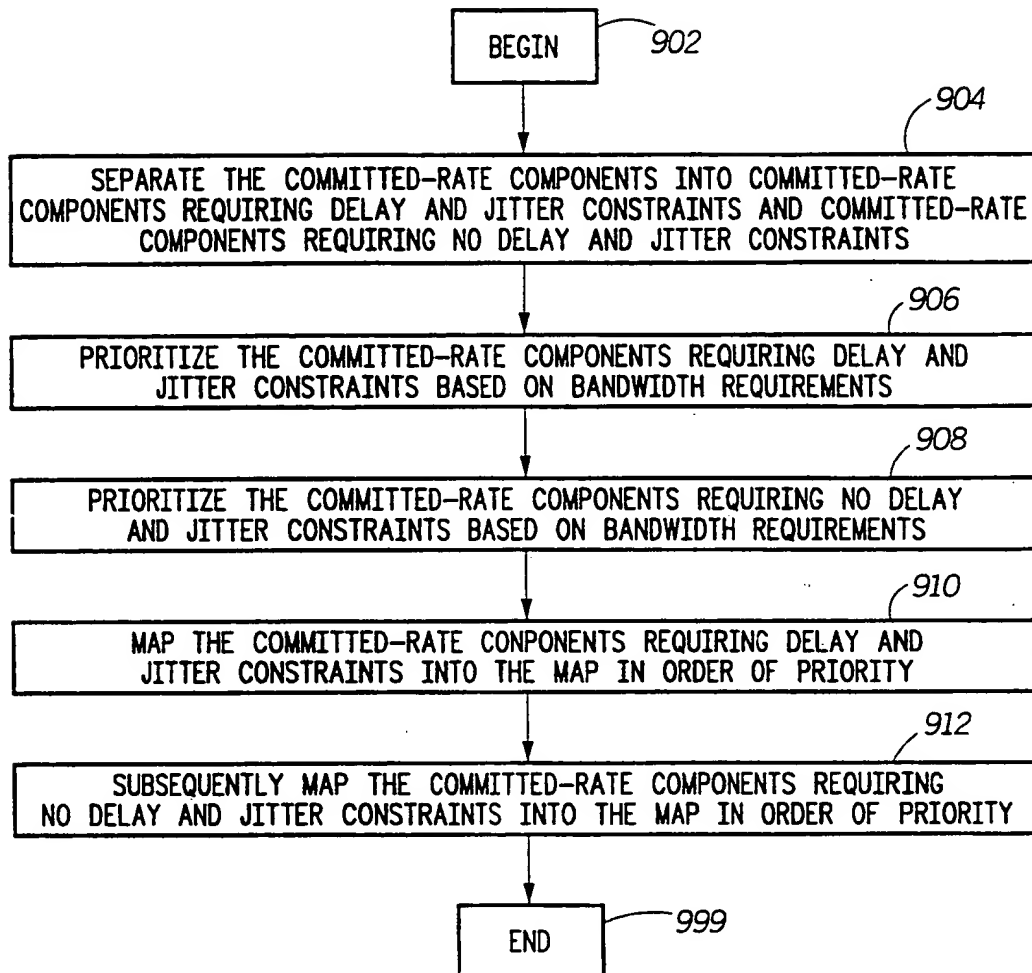 BEGIN
902
904
SEPARATE THE COMMITTED-RATE COMPONENTS INTO COMMITTED-RATE
COMPONENTS REQUIRING DELAY AND JITTER CONSTRAINTS AND COMMITTED-RATE
COMPONENTS REQUIRING NO DELAY AND JITTER CONSTRAINTS
906
PRIORITIZE THE COMMITTED-RATE COMPONENTS REQUIRING DELAY AND
JITTER CONSTRAINTS BASED ON BANDWIDTH REQUIREMENTS
908
PRIORITIZE THE COMMITTED-RATE COMPONENTS REQUIRING NO DELAY
AND JITTER CONSTRAINTS BASED ON BANDWIDTH REQUIREMENTS
910
MAP THE COMMITTED-RATE CONPONENTS REQUIRING DELAY AND
JITTER CONSTRAINTS INTO THE MAP IN ORDER OF PRIORITY
912
SUBSEQUENTLY MAP THE COMMITTED-RATE COMPONENTS REQUIRING
NO DELAY AND JITTER CONSTRAINTS INTO THE MAP IN ORDER OF PRIORITY
END
999